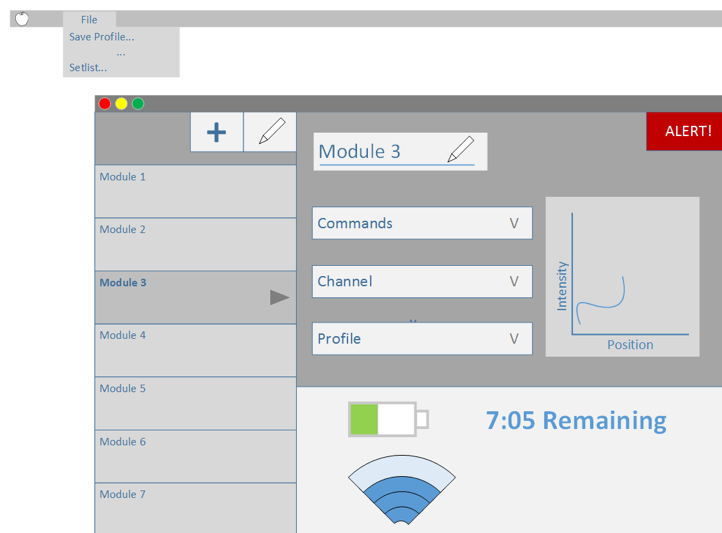 File
Save Profile...
...
Setlist...
ALERT!
Module 3
Module 1
Module 2
Module 3
Module 4
Module 5
Module 6
Module 7
Commands V
Channel V
Profile V
Intensity
Position
7:05 Remaining